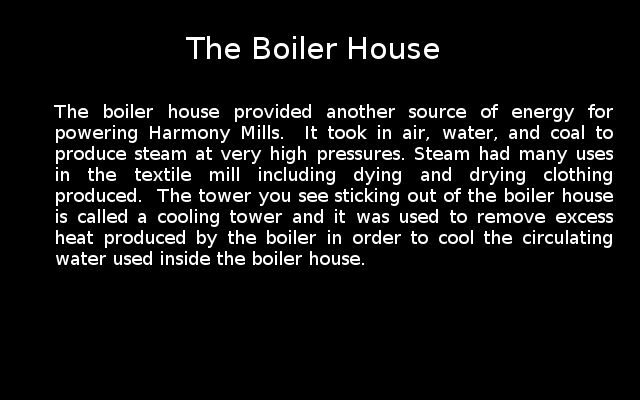 The Boiler House
The boiler house provided another source of energy for
powering Harmony Mills.  It took in air, water, and coal to
produce steam at very high pressures. Steam had many uses
in the textile mill including dying and drying clothing
produced.  The tower you see sticking out of the boiler house
is called a cooling tower and it was used to remove excess
heat produced by the boiler in order to cool the circulating
water used inside the boiler house.